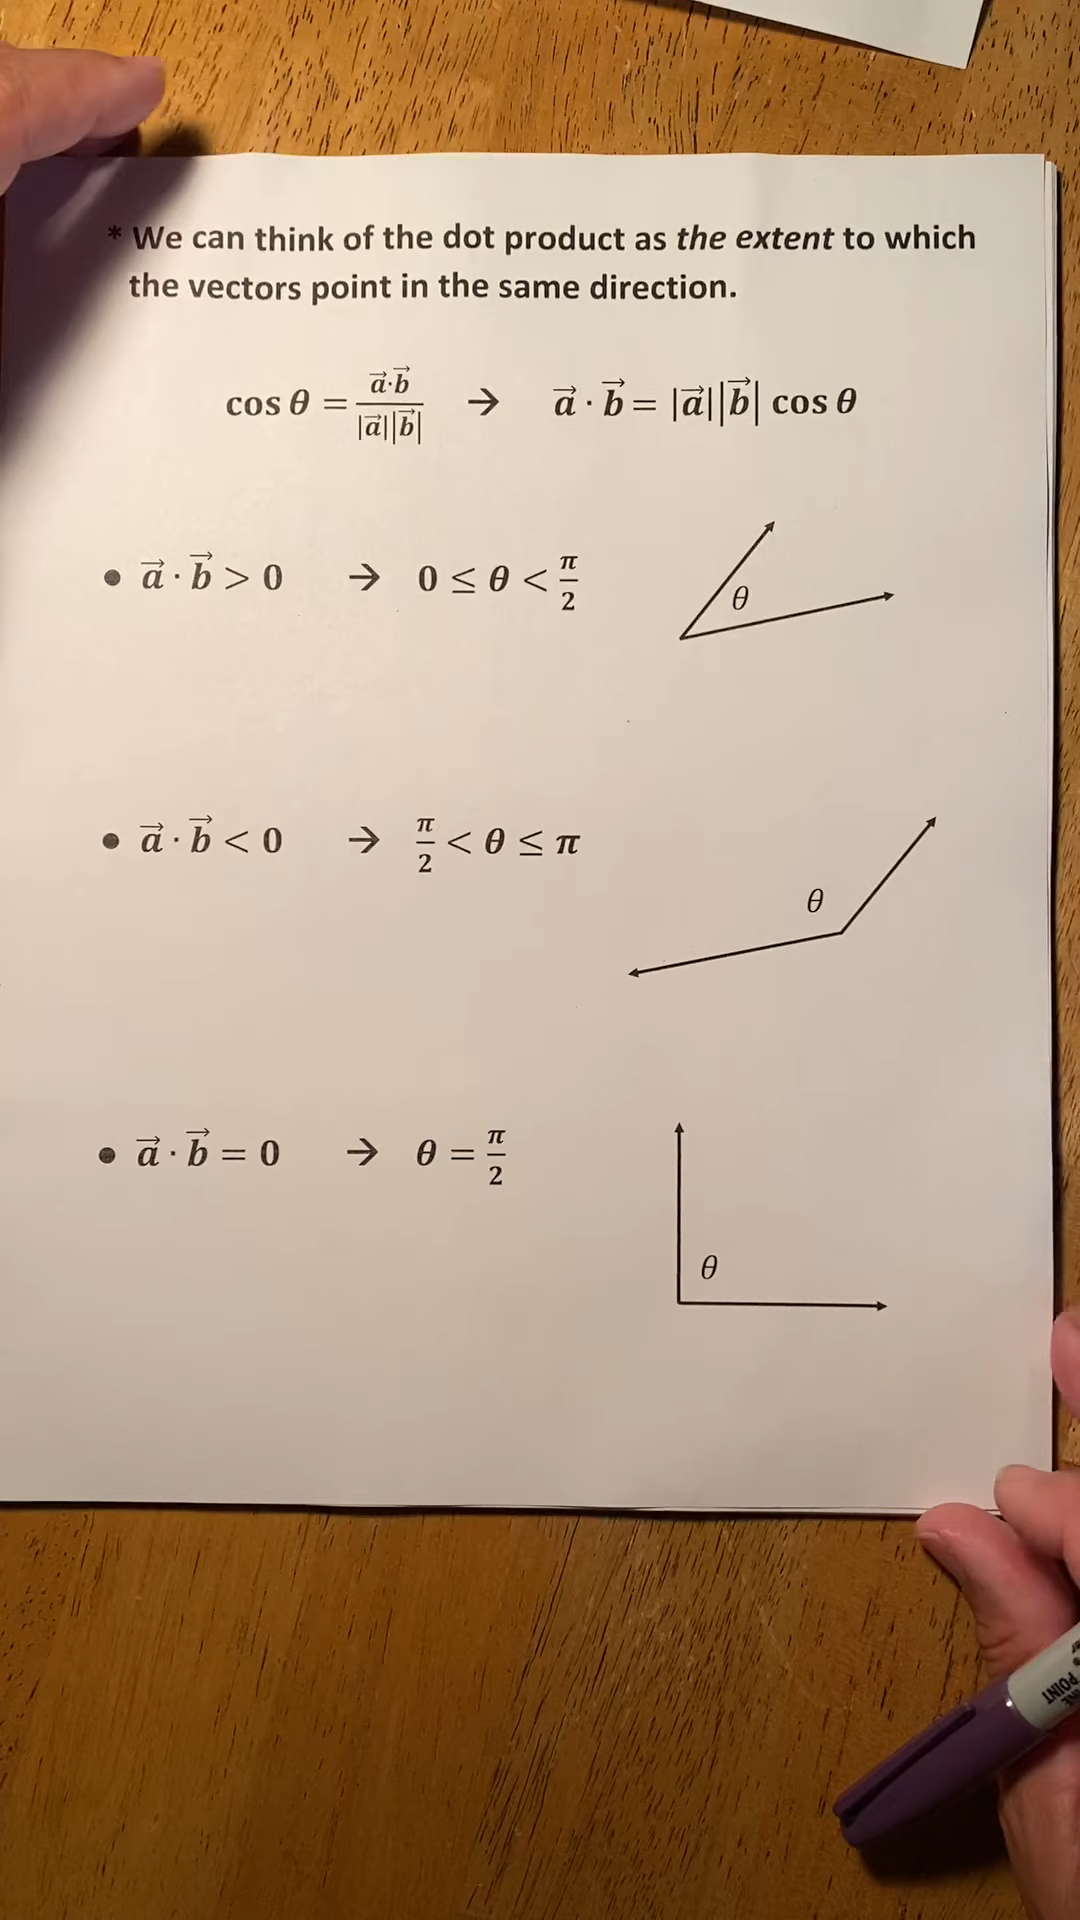 * We can think of the dot product as the extent to which
the vectors point in the same direction.
cos θ = a⃗·b⃗ / |a⃗||b⃗| → a⃗ · b⃗ = |a⃗||b⃗| cos θ
• a⃗ · b⃗ > 0 → 0 ≤ θ < π/2
θ
• a⃗ · b⃗ < 0 → π/2 < θ ≤ π
θ
• a⃗ · b⃗ = 0 → θ = π/2
θ
POINT